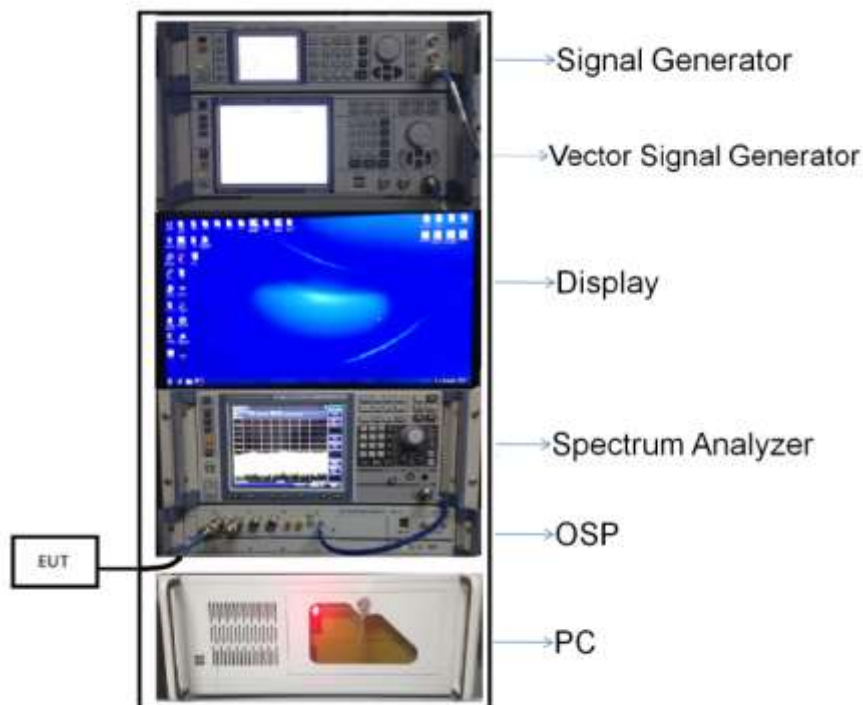 Signal Generator
Vector Signal Generator
Display
Spectrum Analyzer
OSP
EUT
PC